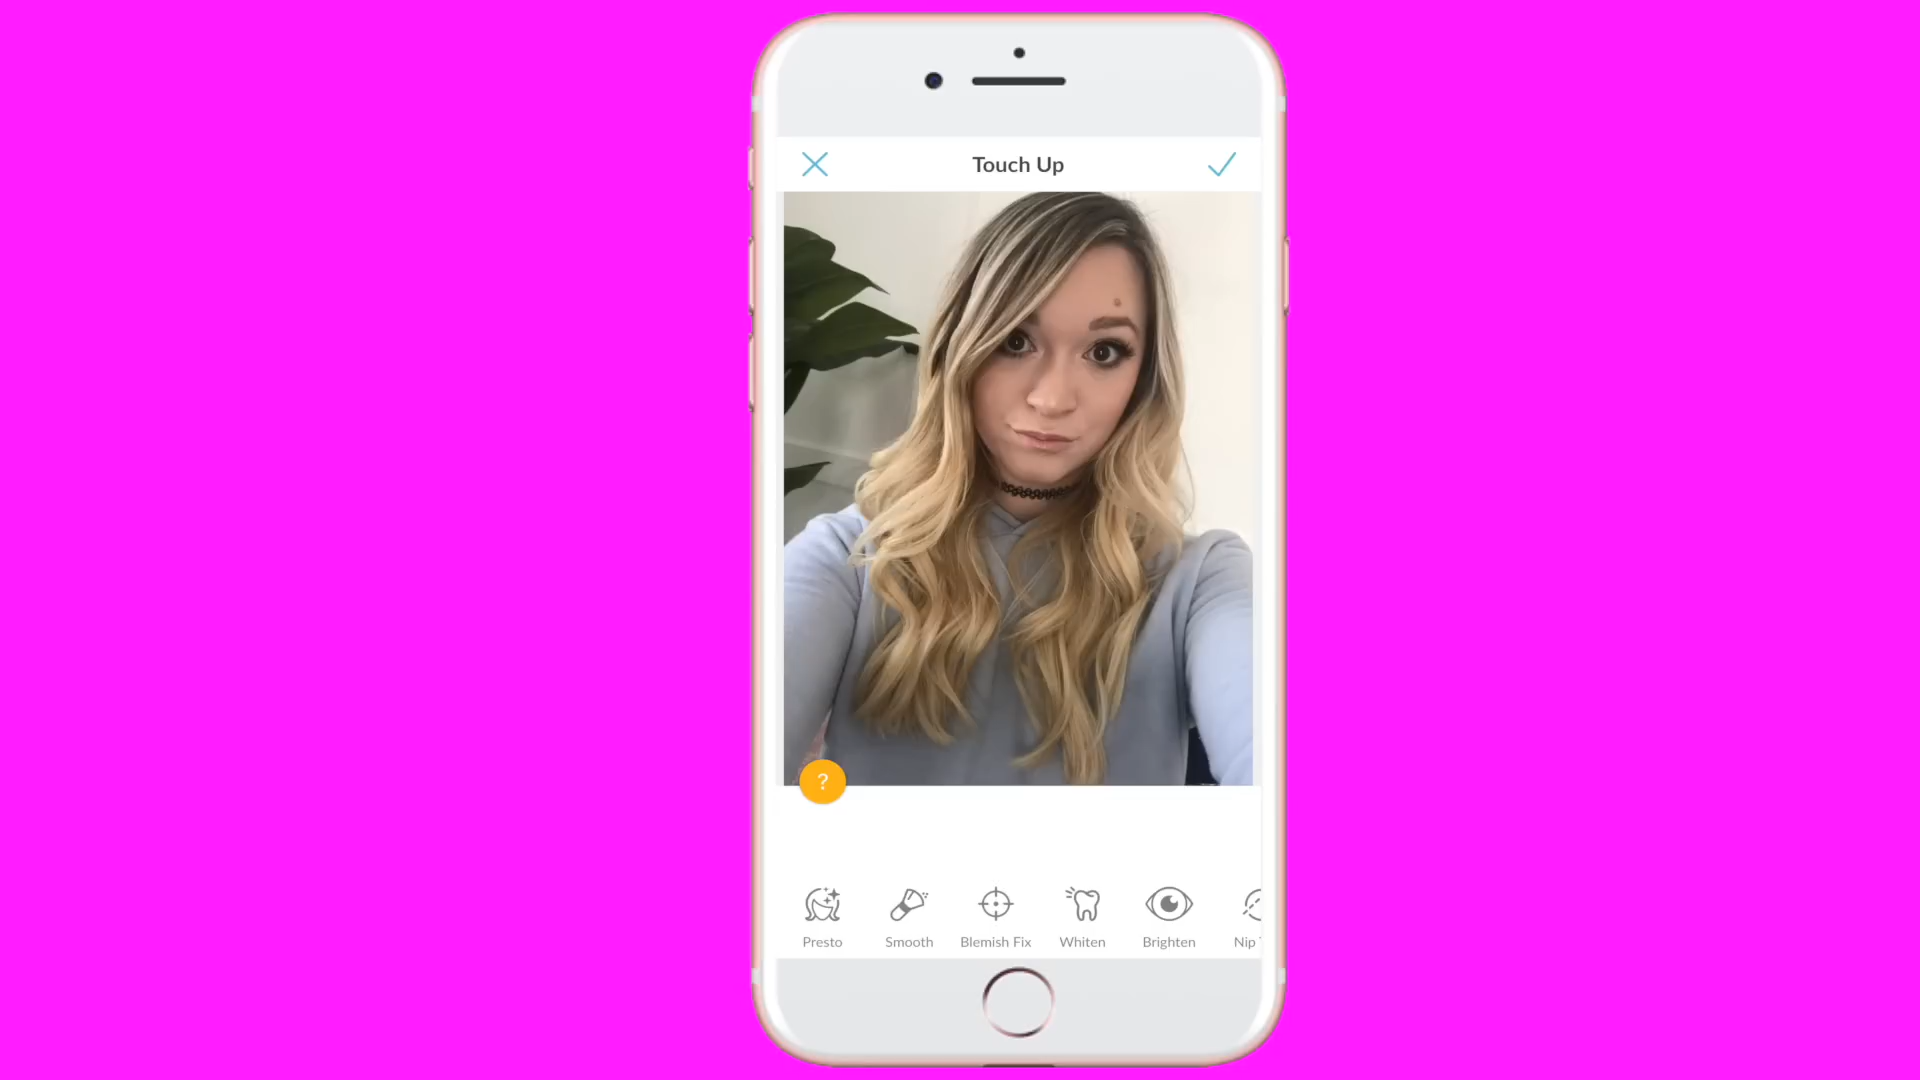 Touch Up
?
Presto
Smooth
Blemish Fix
Whiten
Brighten
Nip